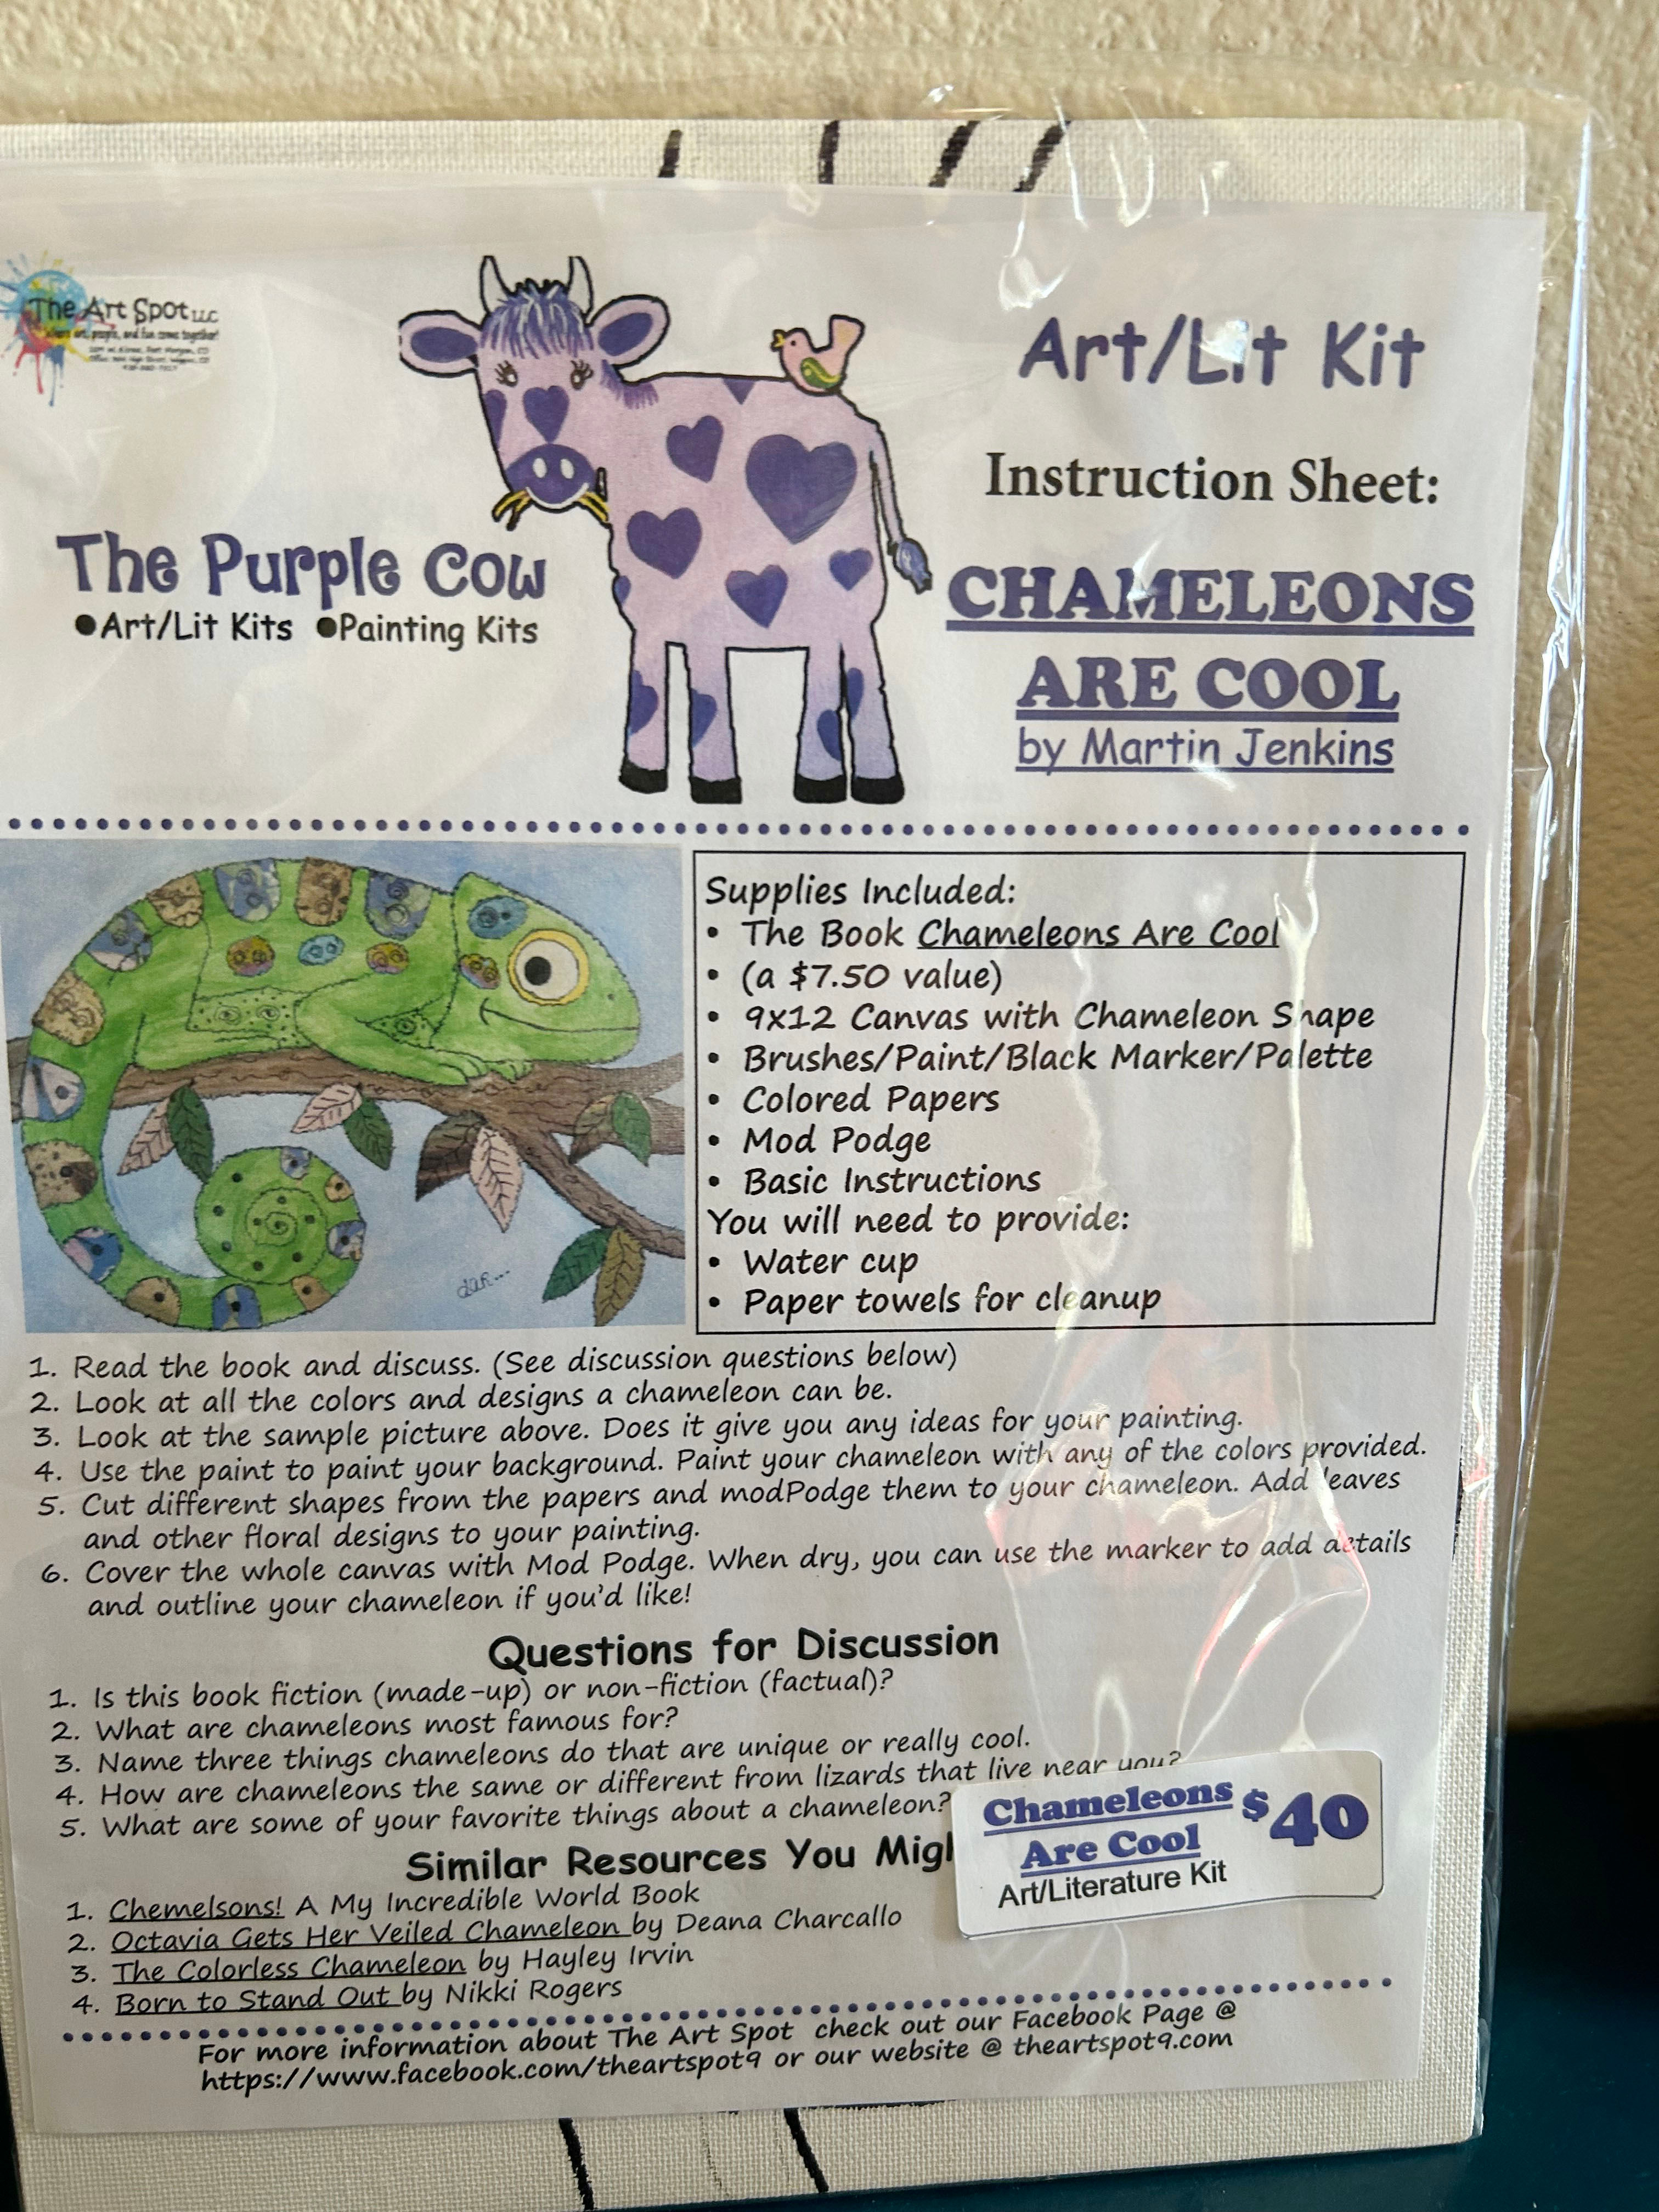 The Art Spot LLC
Where art, people, and fun come together!
Art/Lit Kit
Instruction Sheet:
The Purple Cow
●Art/Lit Kits ●Painting Kits
CHAMELEONS
ARE COOL
by Martin Jenkins
Supplies Included:
• The Book Chameleons Are Cool
• (a $7.50 value)
• 9x12 Canvas with Chameleon Shape
• Brushes/Paint/Black Marker/Palette
• Colored Papers
• Mod Podge
• Basic Instructions
You will need to provide:
• Water cup
• Paper towels for cleanup
1. Read the book and discuss. (See discussion questions below)
2. Look at all the colors and designs a chameleon can be.
3. Look at the sample picture above. Does it give you any ideas for your painting.
4. Use the paint to paint your background. Paint your chameleon with any of the colors provided.
5. Cut different shapes from the papers and modPodge them to your chameleon. Add leaves
and other floral designs to your painting.
6. Cover the whole canvas with Mod Podge. When dry, you can use the marker to add details
and outline your chameleon if you'd like!
Questions for Discussion
1. Is this book fiction (made-up) or non-fiction (factual)?
2. What are chameleons most famous for?
3. Name three things chameleons do that are unique or really cool.
4. How are chameleons the same or different from lizards that live near you?
5. What are some of your favorite things about a chameleon?
Similar Resources You Migh
Chameleons
Are Cool
Art/Literature Kit
$40
1. Chemelsons! A My Incredible World Book
2. Octavia Gets Her Veiled Chameleon by Deana Charcallo
3. The Colorless Chameleon by Hayley Irvin
4. Born to Stand Out by Nikki Rogers
For more information about The Art Spot check out our Facebook Page @
https://www.facebook.com/theartspot9 or our website @ theartspot9.com